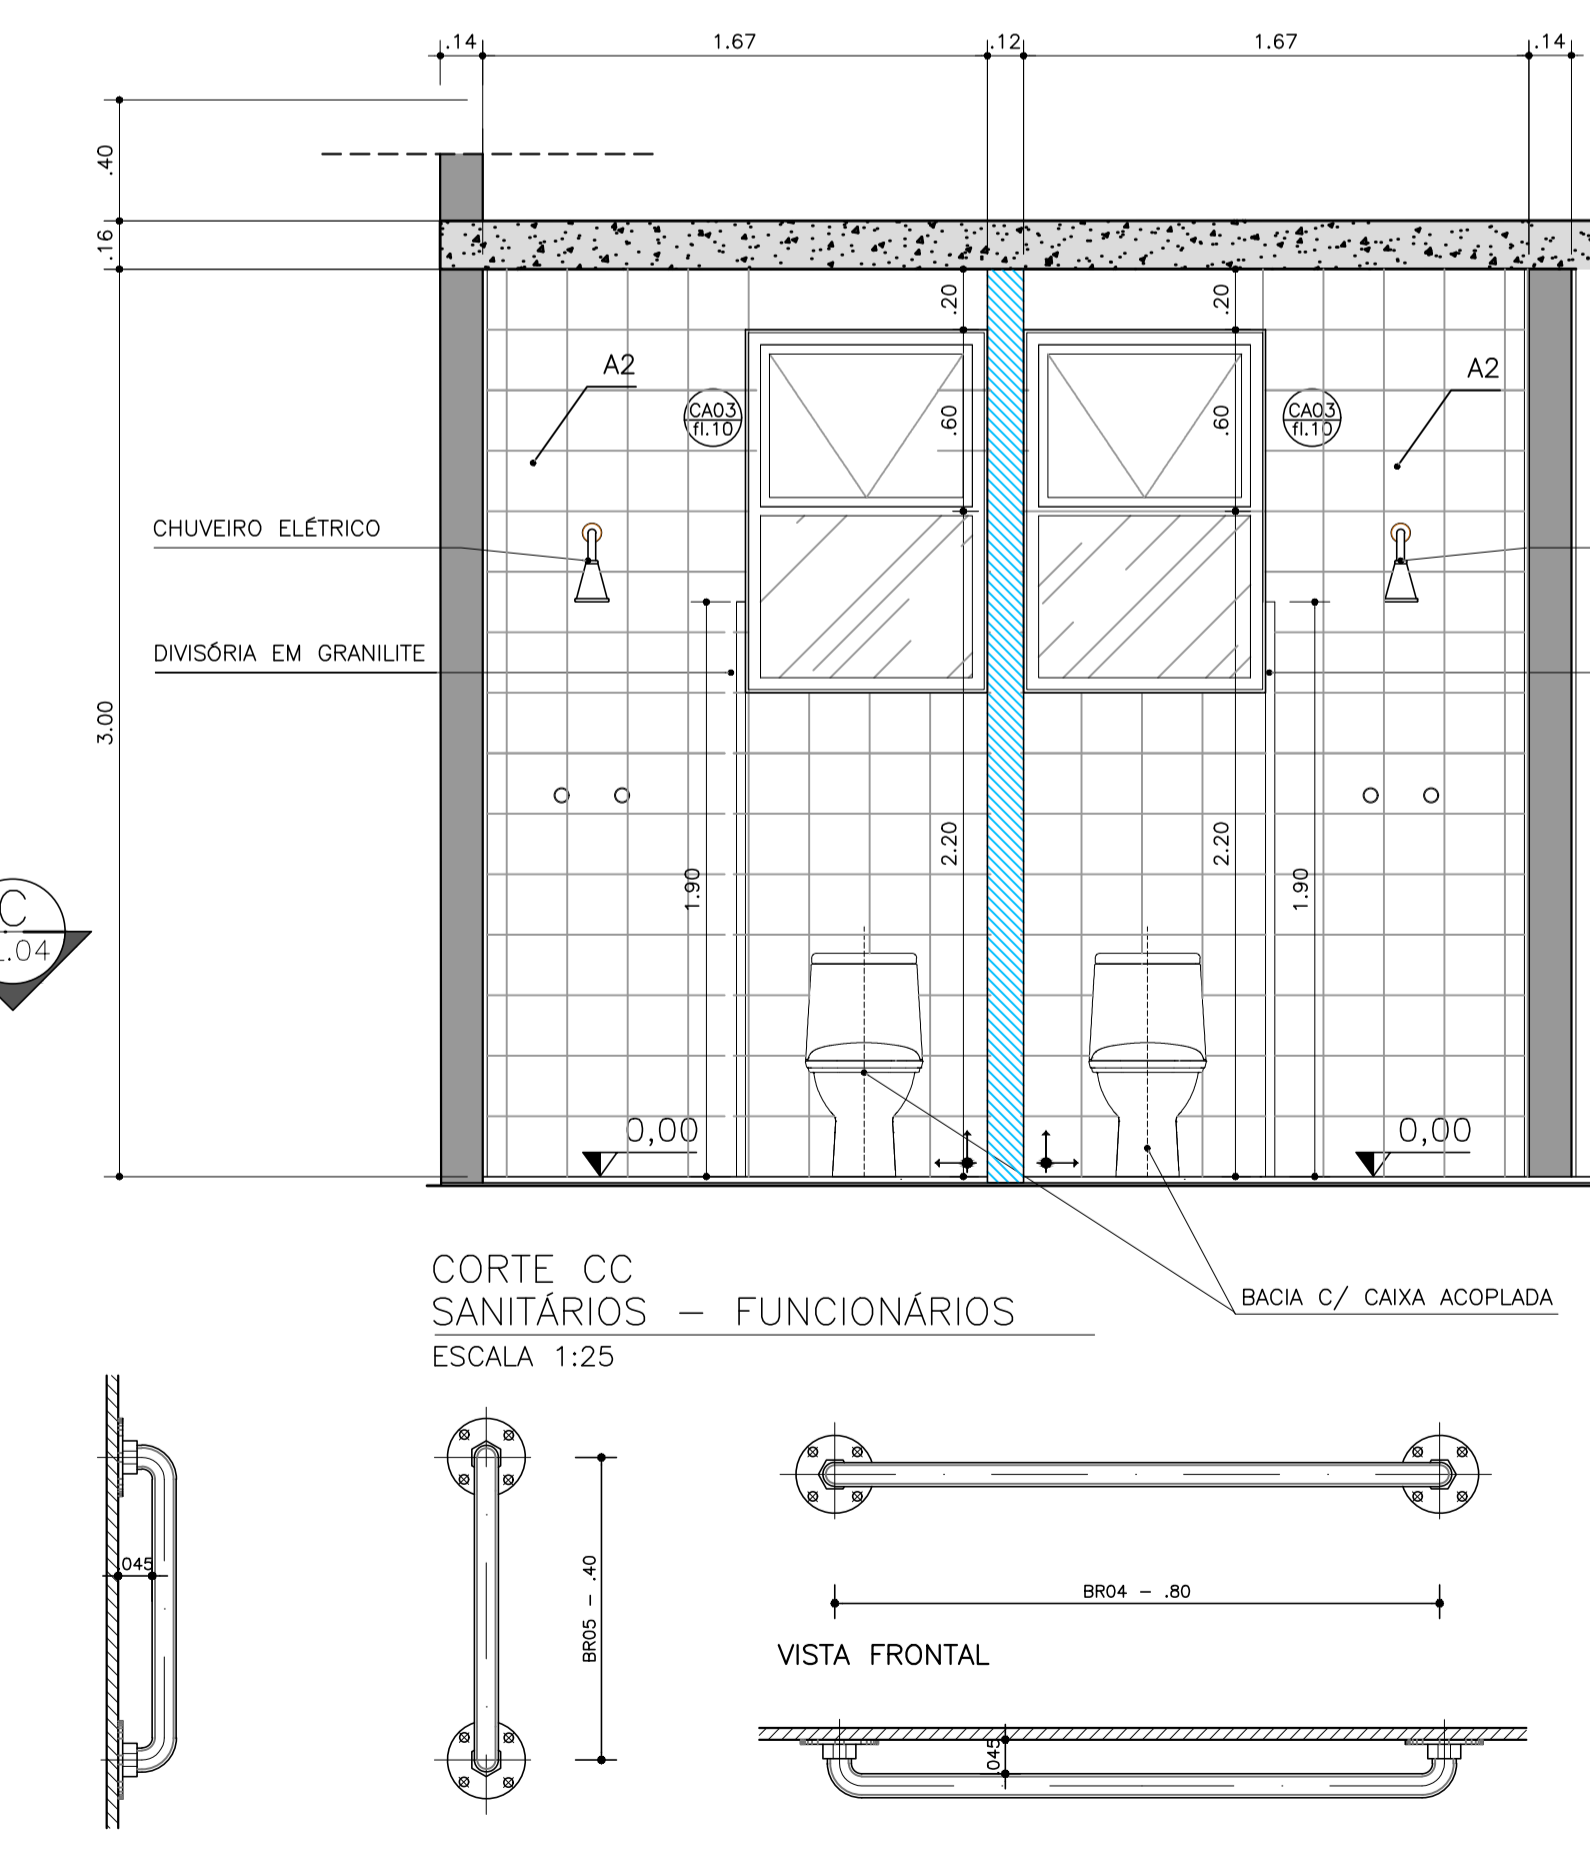 .14 1.67 .12 1.67 .14
.40
.16
3.00
.20 .20
A2 A2
CA03
fl.10
.60 .60
CA03
fl.10
CHUVEIRO ELÉTRICO
DIVISÓRIA EM GRANILITE
2.20 2.20
1.90 1.90
C
.04
0,00 0,00
CORTE CC
SANITÁRIOS – FUNCIONÁRIOS
ESCALA 1:25
BACIA C/ CAIXA ACOPLADA
.045
BR05 – .40
BR04 – .80
VISTA FRONTAL
.045